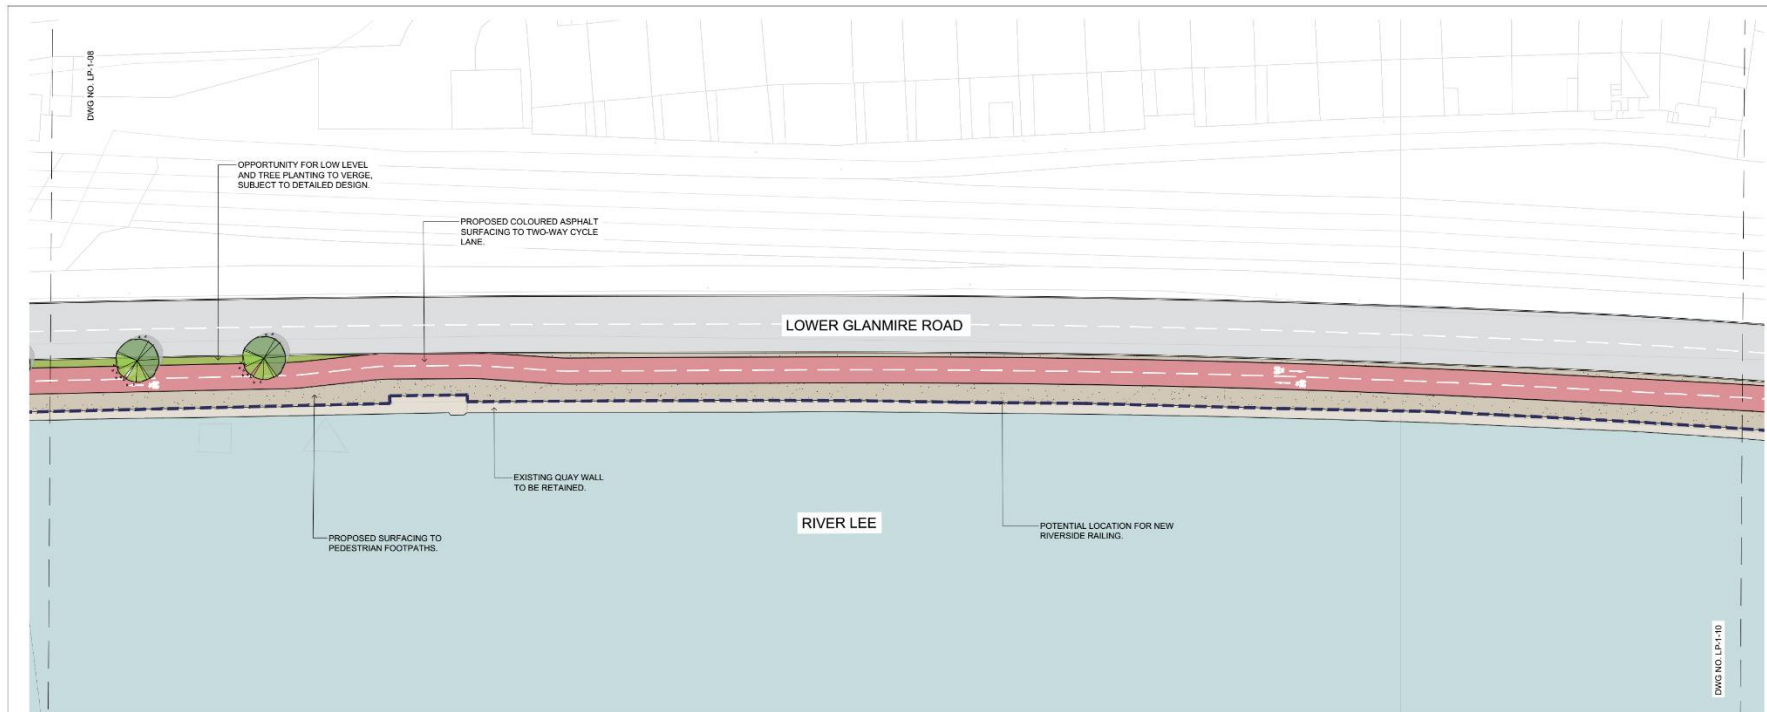 DWG NO. LP-1-08
OPPORTUNITY FOR LOW LEVEL
AND TREE PLANTING TO VERGE,
SUBJECT TO DETAILED DESIGN.
PROPOSED COLOURED ASPHALT
SURFACING TO TWO-WAY CYCLE
LANE.
LOWER GLANMIRE ROAD
EXISTING QUAY WALL
TO BE RETAINED.
RIVER LEE
POTENTIAL LOCATION FOR NEW
RIVERSIDE RAILING.
PROPOSED SURFACING TO
PEDESTRIAN FOOTPATHS.
DWG NO. LP-1-10